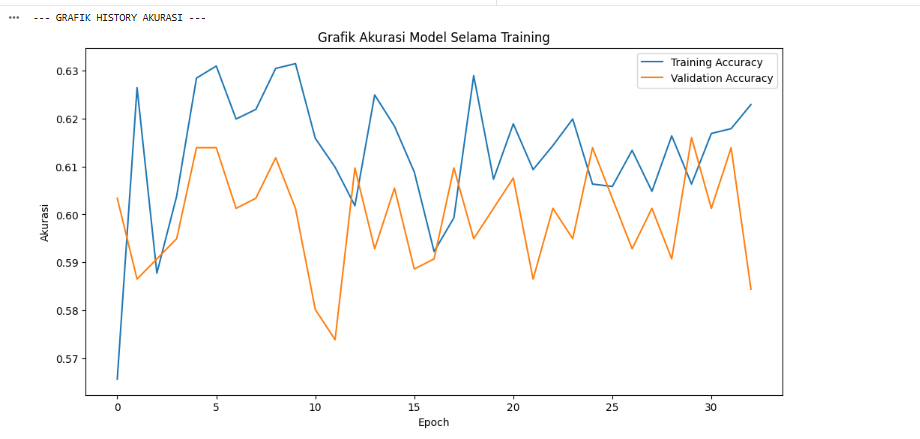 --- GRAFIK HISTORY AKURASI ---
Grafik Akurasi Model Selama Training
Training Accuracy
Validation Accuracy
Akurasi
0.63
0.62
0.61
0.60
0.59
0.58
0.57
0 5 10 15 20 25 30
Epoch